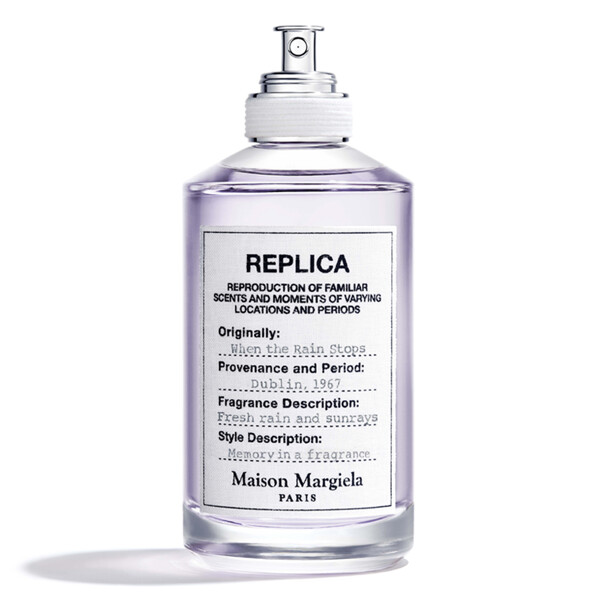 REPLICA
REPRODUCTION OF FAMILIAR
SCENTS AND MOMENTS OF VARYING
LOCATIONS AND PERIODS
Originally:
When the Rain Stops
Provenance and Period:
Dublin, 1967
Fragrance Description:
Fresh rain and sunrays
Style Description:
Memory in a fragrance
Maison Margiela
PARIS